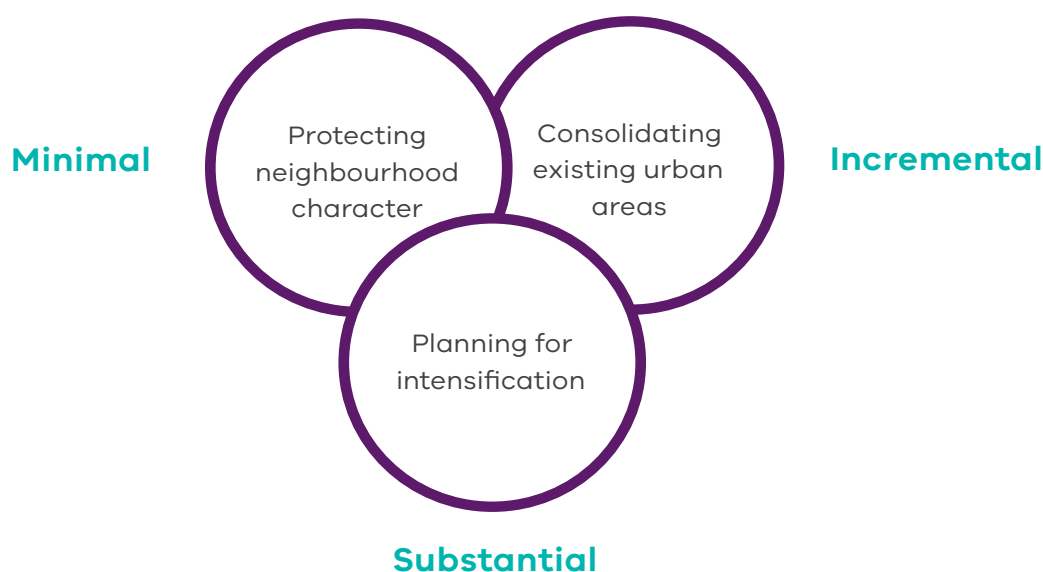 Minimal
Protecting
neighbourhood
character
Consolidating
existing urban
areas
Incremental
Planning for
intensification
Substantial